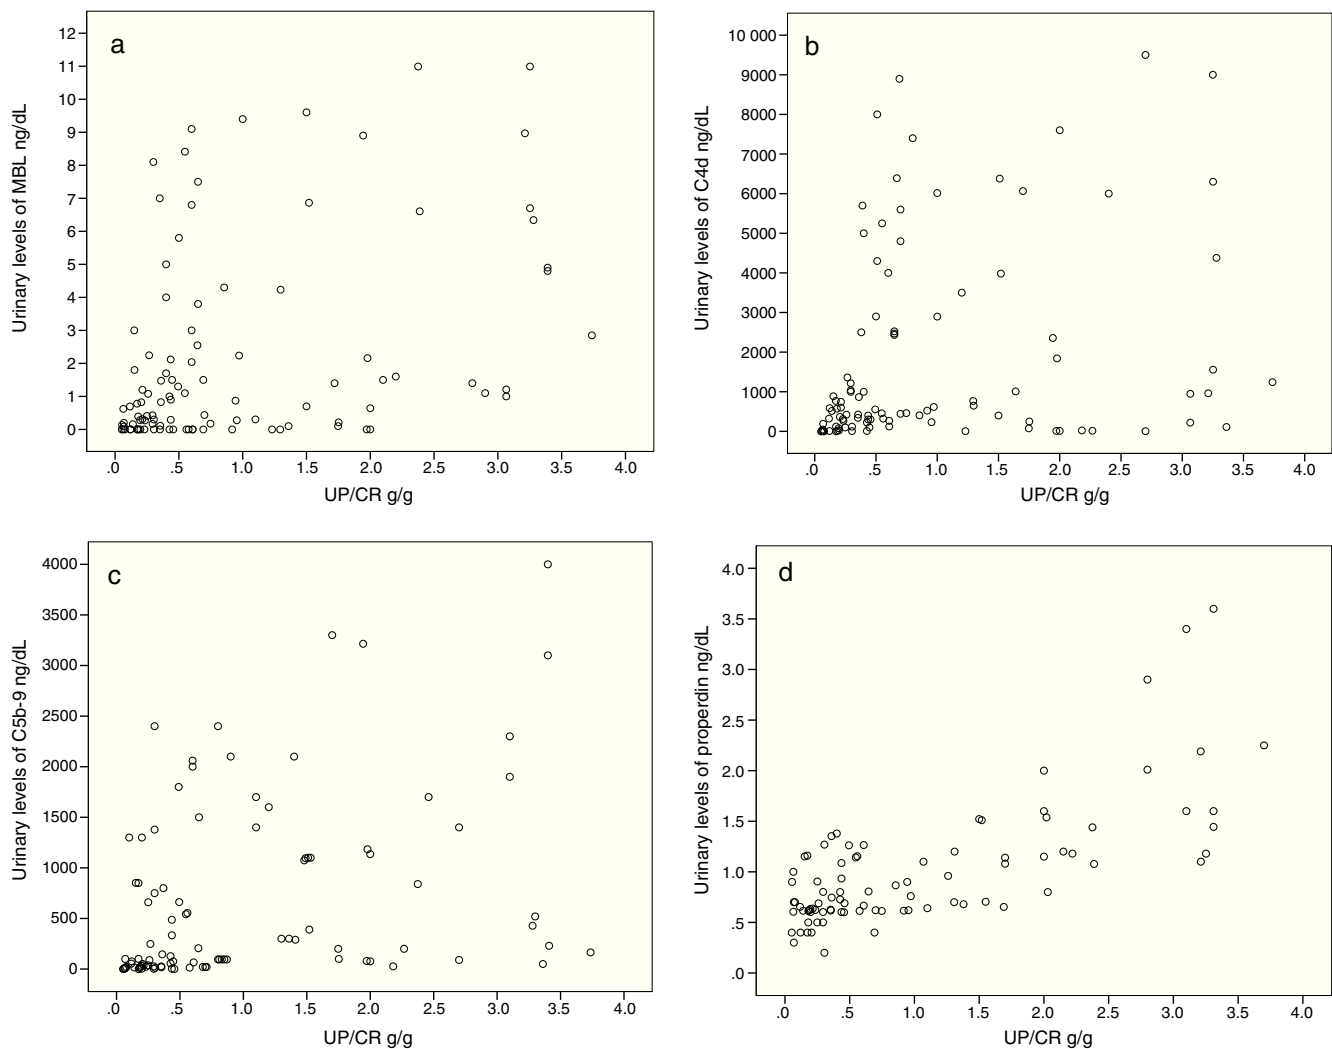 a
Urinary levels of MBL ng/dL
12
11
10
9
8
7
6
5
4
3
2
1
0
.0 .5 1.0 1.5 2.0 2.5 3.0 3.5 4.0
UP/CR g/g
b
Urinary levels of C4d ng/dL
10 000
9000
8000
7000
6000
5000
4000
3000
2000
1000
0
.0 .5 1.0 1.5 2.0 2.5 3.0 3.5 4.0
UP/CR g/g
c
Urinary levels of C5b-9 ng/dL
4000
3500
3000
2500
2000
1500
1000
500
0
.0 .5 1.0 1.5 2.0 2.5 3.0 3.5 4.0
UP/CR g/g
d
Urinary levels of properdin ng/dL
4.0
3.5
3.0
2.5
2.0
1.5
1.0
.5
.0
.0 .5 1.0 1.5 2.0 2.5 3.0 3.5 4.0
UP/CR g/g